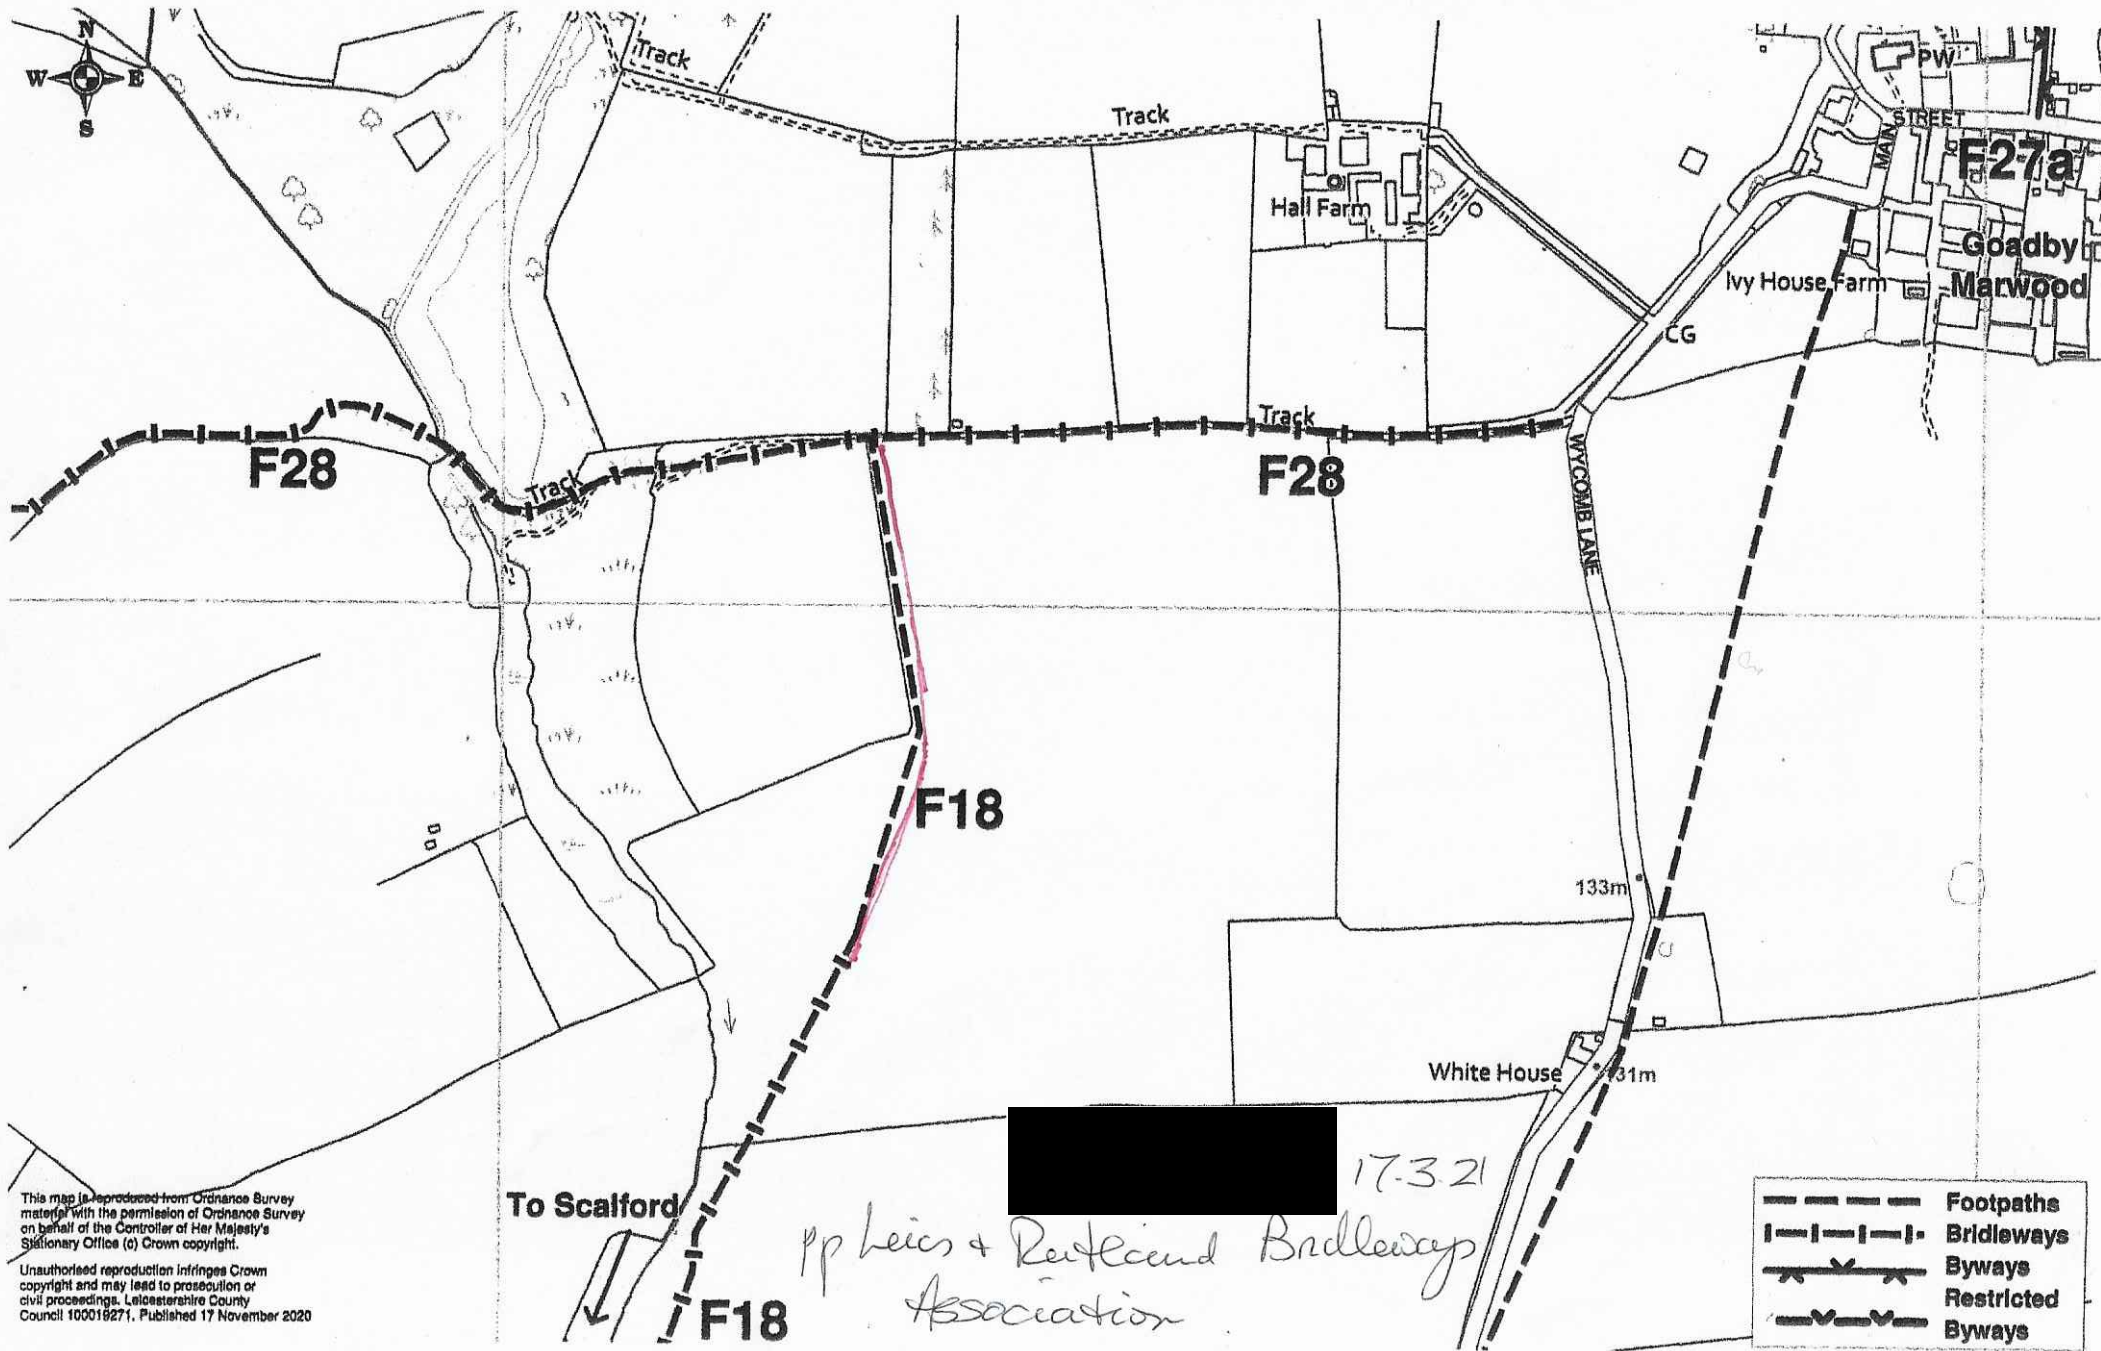 N
W E
S
Track
Track
PW
MAIN STREET
F27a
Hall Farm
Goadby
Marwood
Ivy House Farm
CG
Track
F28
F28
Track
WYCOMB LANE
F18
133m
White House
131m
17.3.21
To Scalford
pp Leics + Rutland Bridleways
Association
F18
This map is reproduced from Ordnance Survey
material with the permission of Ordnance Survey
on behalf of the Controller of Her Majesty's
Stationary Office (c) Crown copyright.
Unauthorised reproduction infringes Crown
copyright and may lead to prosecution or
civil proceedings. Leicestershire County
Council 100019271. Published 17 November 2020
Footpaths
Bridleways
Byways
Restricted
Byways